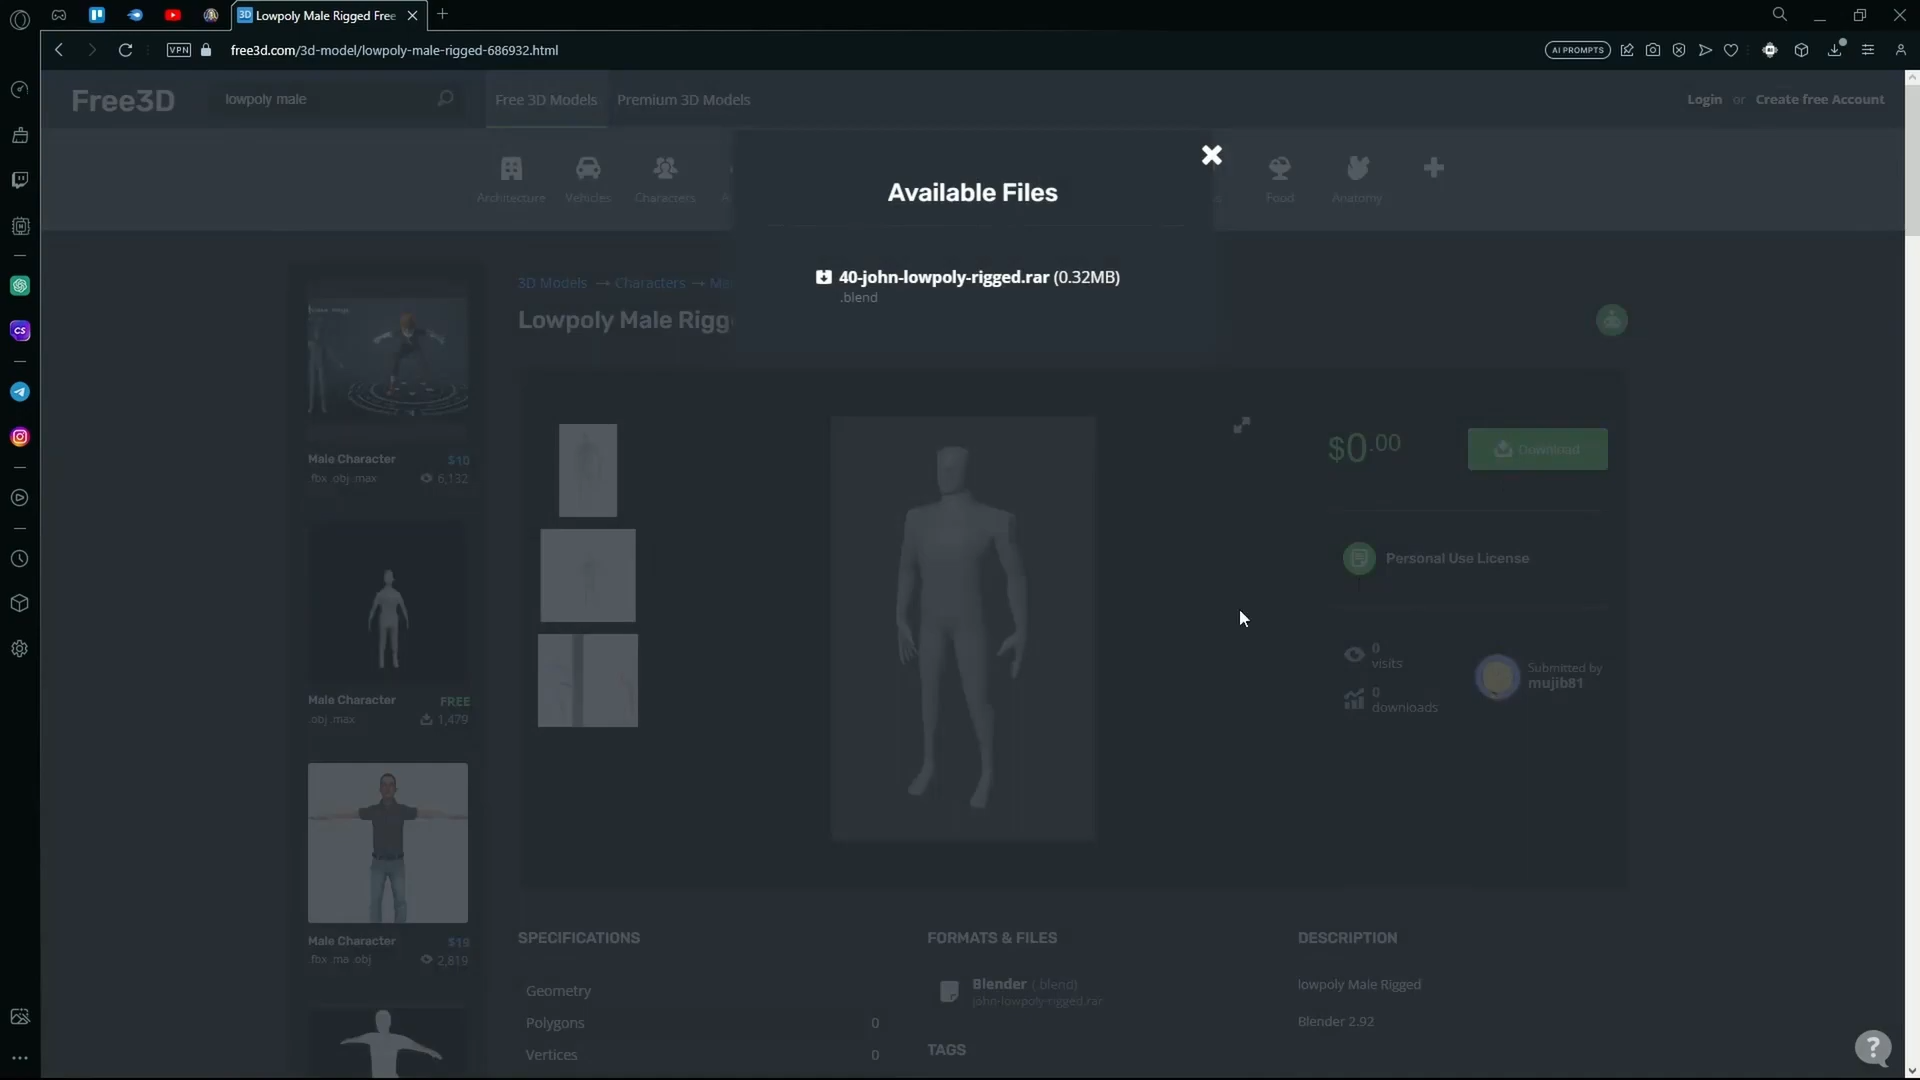 Lowpoly Male Rigged Free
VPN
free3d.com/3d-model/lowpoly-male-rigged-686932.html
AI PROMPTS
Free3D
lowpoly male
Free 3D Models
Premium 3D Models
Login or Create free Account
Architecture
Vehicles
Characters
Food
Anatomy
Available Files
40-john-lowpoly-rigged.rar (0.32MB)
.blend
3D Models → Characters → Ma
Lowpoly Male Rigg
Male Character $10
.fbx .obj .max 6,132
Male Character FREE
.obj .max 1,479
Male Character $19
.fbx .ma .obj 2,819
$0.00
Download
Personal Use License
0
visits
0
downloads
Submitted by
mujib81
SPECIFICATIONS
Geometry
Polygons 0
Vertices 0
FORMATS & FILES
Blender (.blend)
john-lowpoly-rigged.rar
TAGS
DESCRIPTION
lowpoly Male Rigged
Blender 2.92
?